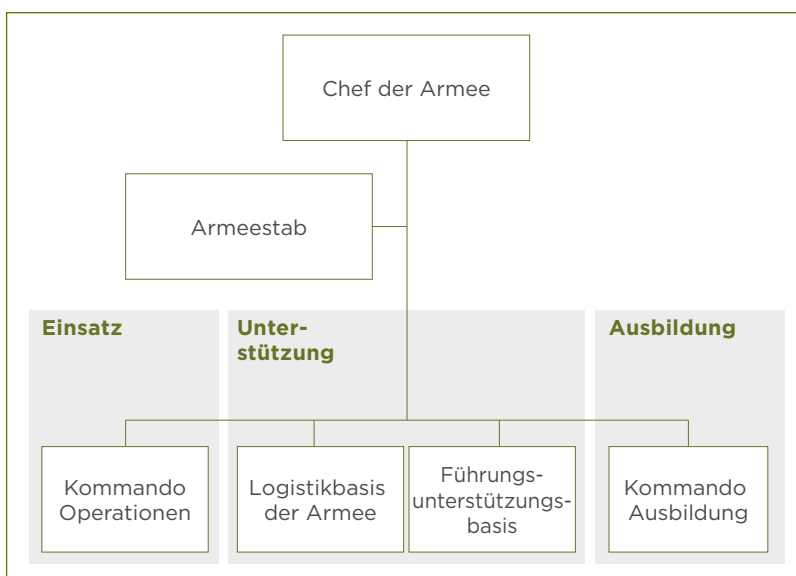 Chef der Armee
Armeestab
Einsatz
Unter-
stützung
Ausbildung
Kommando
Operationen
Logistikbasis
der Armee
Führungs-
unterstützungs-
basis
Kommando
Ausbildung